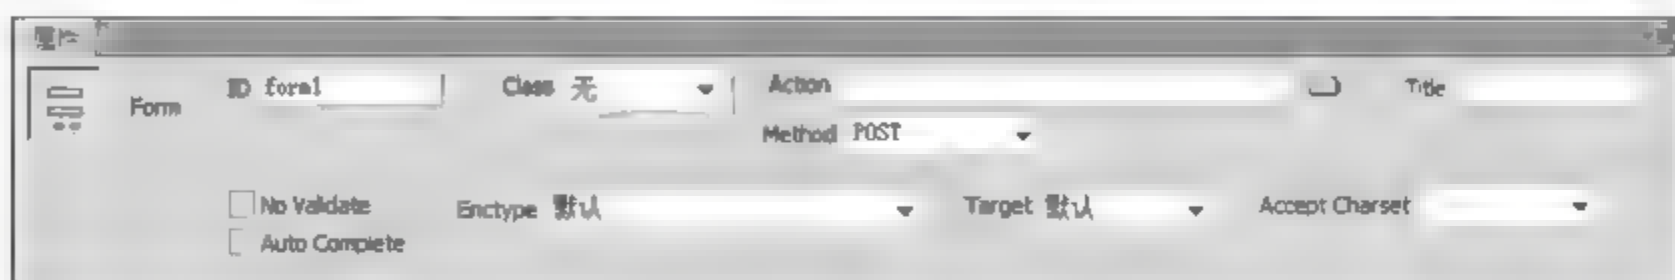 属性
ID form1 Class 无 Action Title
Form
Method POST
No Validate Enctype 默认 Target 默认 Accept Charset
Auto Complete